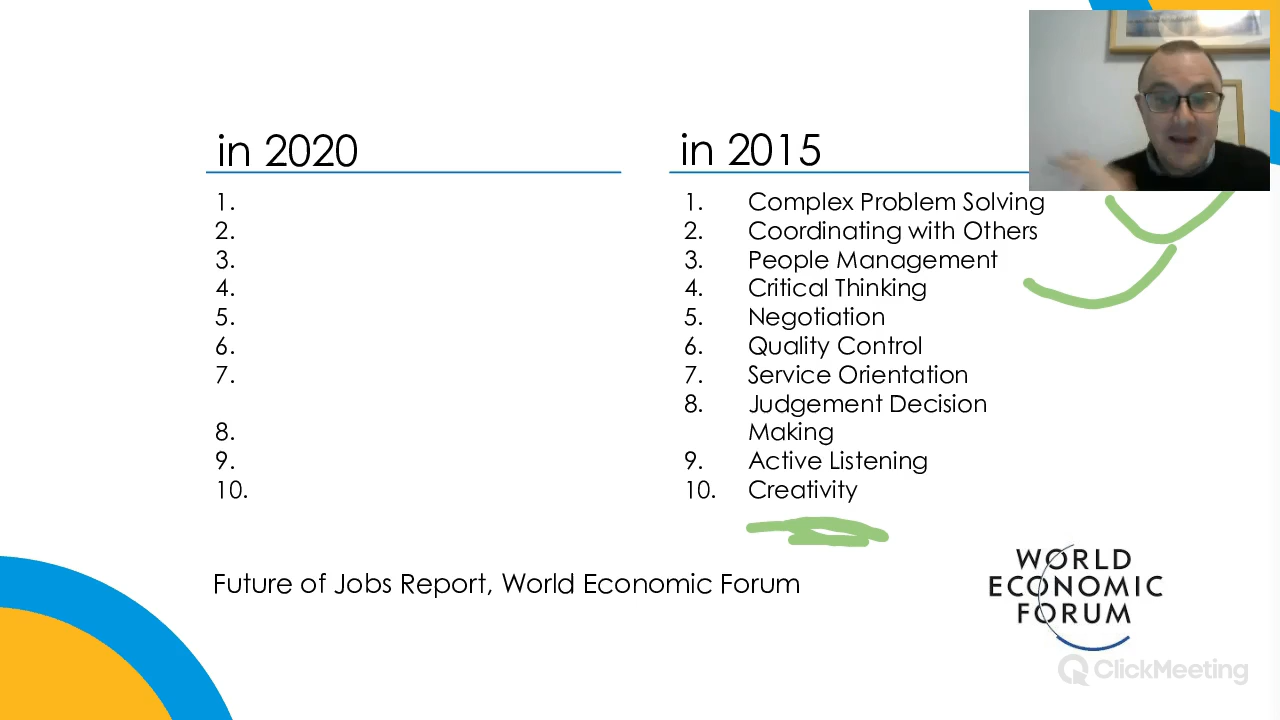 in 2020
1.
2.
3.
4.
5.
6.
7.
8.
9.
10.
in 2015
1. Complex Problem Solving
2. Coordinating with Others
3. People Management
4. Critical Thinking
5. Negotiation
6. Quality Control
7. Service Orientation
8. Judgement Decision
Making
9. Active Listening
10. Creativity
Future of Jobs Report, World Economic Forum
WORLD
ECONOMIC
FORUM
ClickMeeting